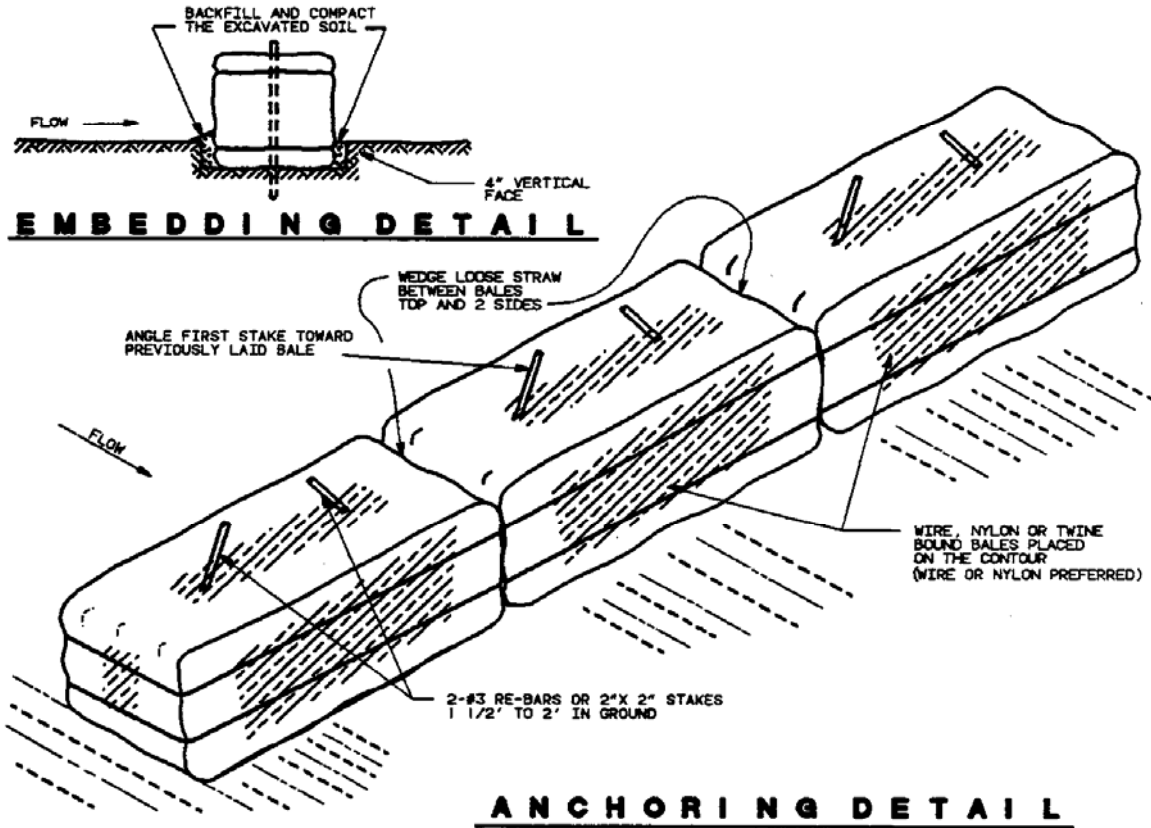 BACKFILL AND COMPACT
THE EXCAVATED SOIL
FLOW
4" VERTICAL
FACE
EMBEDDING DETAIL
WEDGE LOOSE STRAW
BETWEEN BALES
TOP AND 2 SIDES
ANGLE FIRST STAKE TOWARD
PREVIOUSLY LAID BALE
FLOW
WIRE, NYLON OR TWINE
BOUND BALES PLACED
ON THE CONTOUR
(WIRE OR NYLON PREFERRED)
2-#3 RE-BARS OR 2"X 2" STAKES
1 1/2' TO 2' IN GROUND
ANCHORING DETAIL